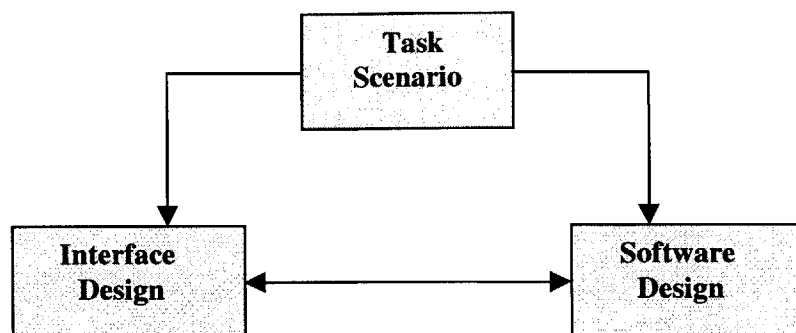 Task
Scenario
Interface
Design
Software
Design